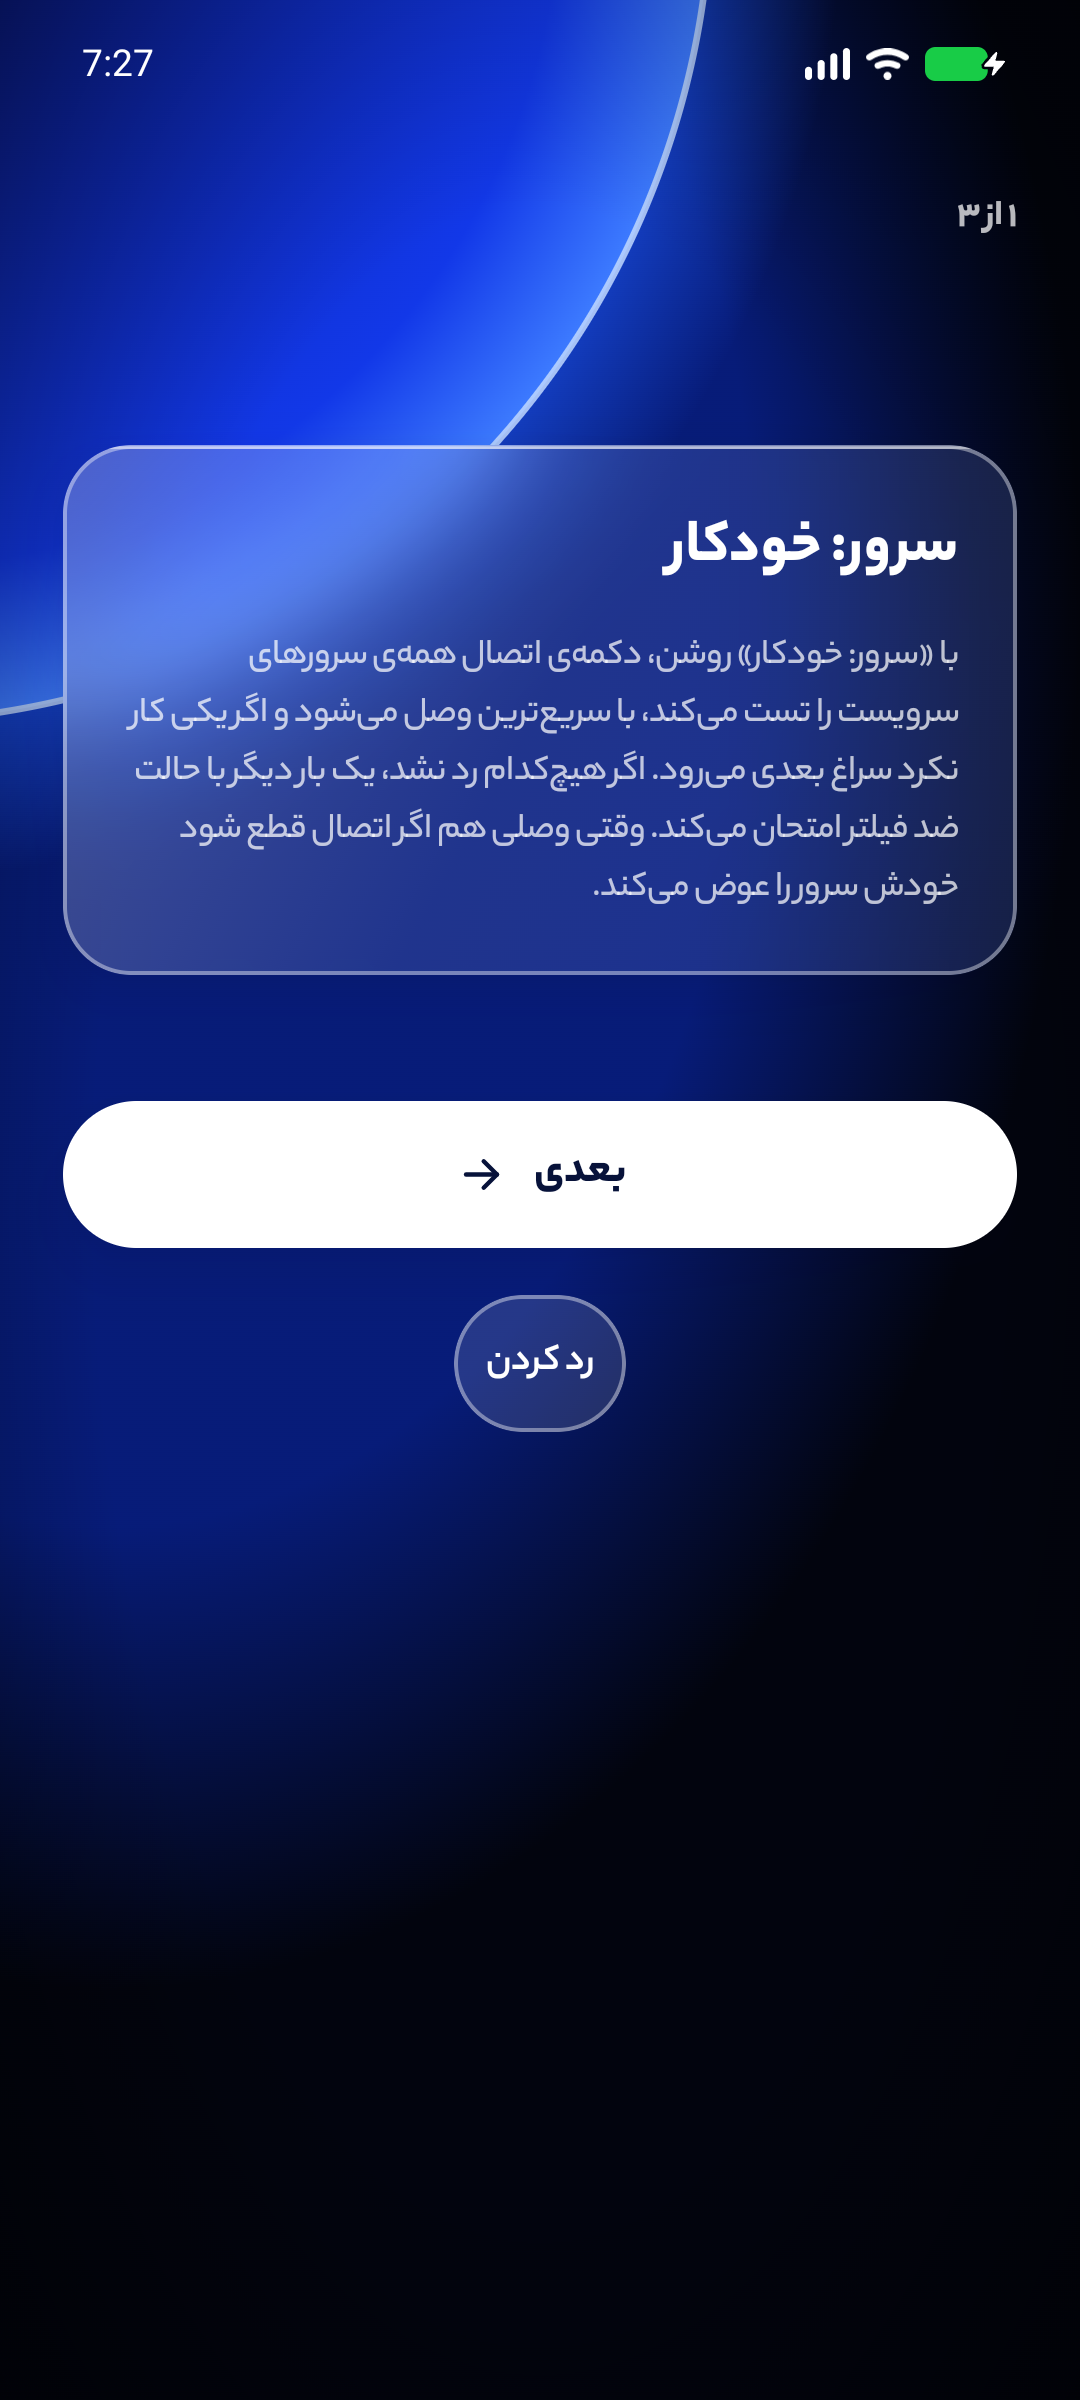 7:27
۱ از ۳
سرور: خودکار
با «سرور: خودکار» روشن، دکمه‌ی اتصال همه‌ی سرورهای
سرویست را تست می‌کند، با سریع‌ترین وصل می‌شود و اگر یکی کار
نکرد سراغ بعدی می‌رود. اگر هیچ‌کدام رد نشد، یک بار دیگر با حالت
ضد فیلتر امتحان می‌کند. وقتی وصلی هم اگر اتصال قطع شود
خودش سرور را عوض می‌کند.
بعدی
رد کردن